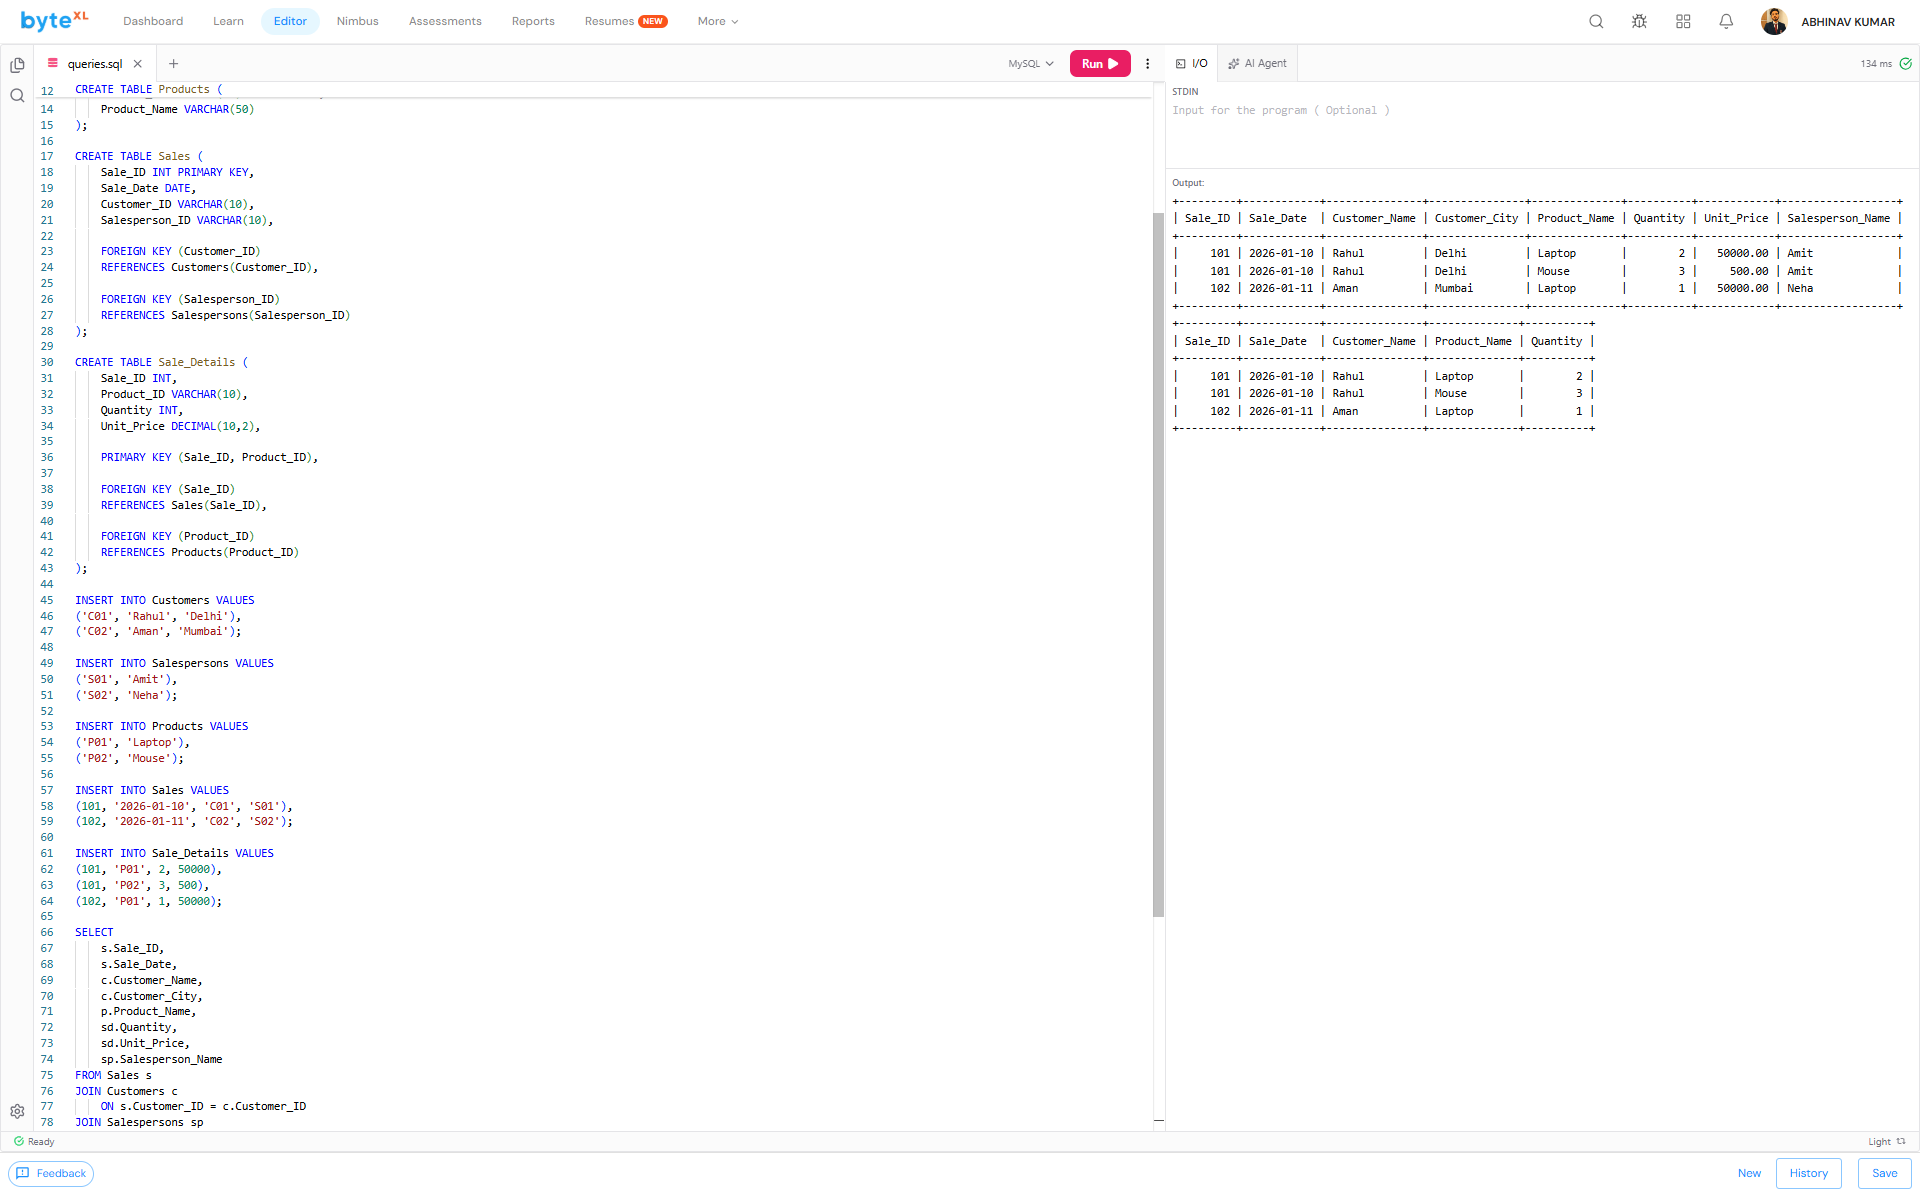 byteXL
Dashboard
Learn
Editor
Nimbus
Assessments
Reports
Resumes NEW
More
ABHINAV KUMAR
queries.sql
MySQL
Run
I/O
AI Agent
134 ms
12 CREATE TABLE Products (
14 Product_Name VARCHAR(50)
15 );
16
17 CREATE TABLE Sales (
18 Sale_ID INT PRIMARY KEY,
19 Sale_Date DATE,
20 Customer_ID VARCHAR(10),
21 Salesperson_ID VARCHAR(10),
22
23 FOREIGN KEY (Customer_ID)
24 REFERENCES Customers(Customer_ID),
25
26 FOREIGN KEY (Salesperson_ID)
27 REFERENCES Salespersons(Salesperson_ID)
28 );
29
30 CREATE TABLE Sale_Details (
31 Sale_ID INT,
32 Product_ID VARCHAR(10),
33 Quantity INT,
34 Unit_Price DECIMAL(10,2),
35
36 PRIMARY KEY (Sale_ID, Product_ID),
37
38 FOREIGN KEY (Sale_ID)
39 REFERENCES Sales(Sale_ID),
40
41 FOREIGN KEY (Product_ID)
42 REFERENCES Products(Product_ID)
43 );
44
45 INSERT INTO Customers VALUES
46 ('C01', 'Rahul', 'Delhi'),
47 ('C02', 'Aman', 'Mumbai');
48
49 INSERT INTO Salespersons VALUES
50 ('S01', 'Amit'),
51 ('S02', 'Neha');
52
53 INSERT INTO Products VALUES
54 ('P01', 'Laptop'),
55 ('P02', 'Mouse');
56
57 INSERT INTO Sales VALUES
58 (101, '2026-01-10', 'C01', 'S01'),
59 (102, '2026-01-11', 'C02', 'S02');
60
61 INSERT INTO Sale_Details VALUES
62 (101, 'P01', 2, 50000),
63 (101, 'P02', 3, 500),
64 (102, 'P01', 1, 50000);
65
66 SELECT
67 s.Sale_ID,
68 s.Sale_Date,
69 c.Customer_Name,
70 c.Customer_City,
71 p.Product_Name,
72 sd.Quantity,
73 sd.Unit_Price,
74 sp.Salesperson_Name
75 FROM Sales s
76 JOIN Customers c
77 ON s.Customer_ID = c.Customer_ID
78 JOIN Salespersons sp
STDIN
Input for the program ( Optional )
Output:
+---------+------------+---------------+---------------+--------------+----------+------------+------------------+
| Sale_ID | Sale_Date  | Customer_Name | Customer_City | Product_Name | Quantity | Unit_Price | Salesperson_Name |
+---------+------------+---------------+---------------+--------------+----------+------------+------------------+
|     101 | 2026-01-10 | Rahul         | Delhi         | Laptop       |        2 |   50000.00 | Amit             |
|     101 | 2026-01-10 | Rahul         | Delhi         | Mouse        |        3 |     500.00 | Amit             |
|     102 | 2026-01-11 | Aman          | Mumbai        | Laptop       |        1 |   50000.00 | Neha             |
+---------+------------+---------------+---------------+--------------+----------+------------+------------------+
+---------+------------+---------------+--------------+----------+
| Sale_ID | Sale_Date  | Customer_Name | Product_Name | Quantity |
+---------+------------+---------------+--------------+----------+
|     101 | 2026-01-10 | Rahul         | Laptop       |        2 |
|     101 | 2026-01-10 | Rahul         | Mouse        |        3 |
|     102 | 2026-01-11 | Aman          | Laptop       |        1 |
+---------+------------+---------------+--------------+----------+
Ready
Light
Feedback
New
History
Save